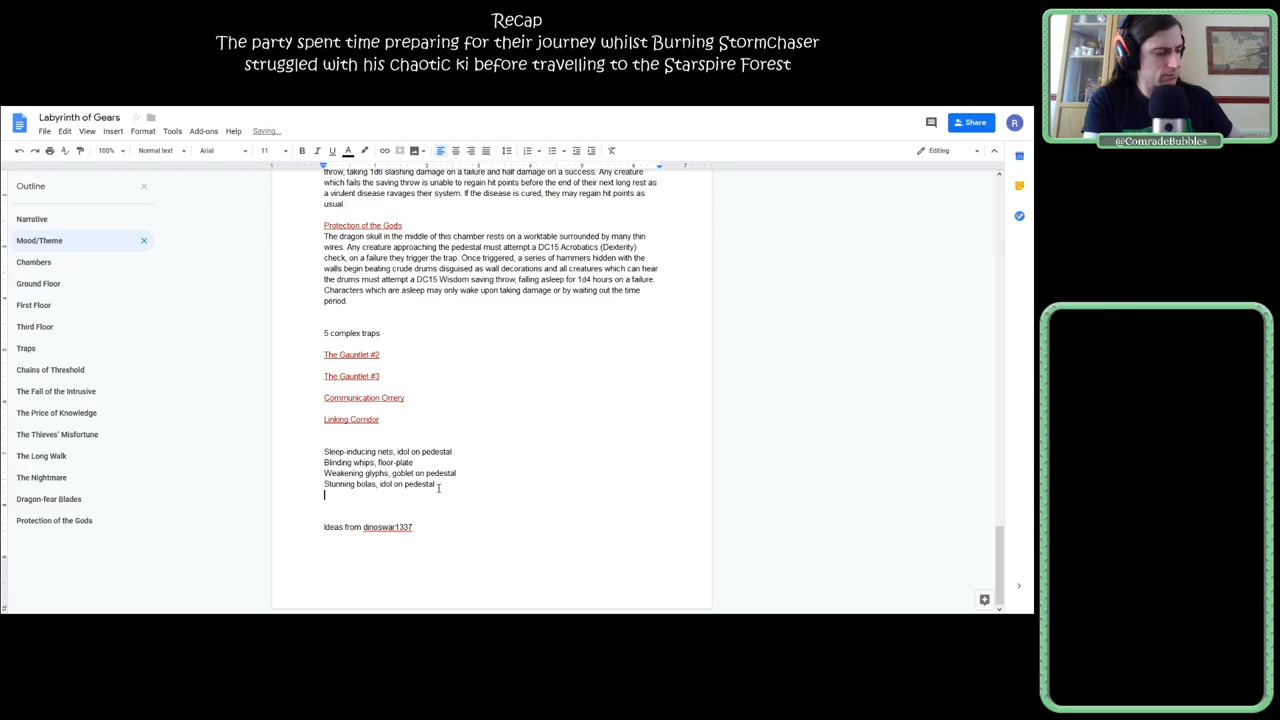 Recap
The party spent time preparing for their journey whilst Burning Stormchaser
struggled with his chaotic ki before travelling to the Starspire Forest
@ComradeBubbles
Labyrinth of Gears
File Edit View Insert Format Tools Add-ons Help Saving...
Share
R
100% Normal text Arial 11 Editing
Outline
Narrative
Mood/Theme
Chambers
Ground Floor
First Floor
Third Floor
Traps
Chains of Threshold
The Fall of the Intrusive
The Price of Knowledge
The Thieves' Misfortune
The Long Walk
The Nightmare
Dragon-fear Blades
Protection of the Gods
throw, taking 1d6 slashing damage on a failure and half damage on a success. Any creature
which fails the saving throw is unable to regain hit points before the end of their next long rest as
a virulent disease ravages their system. If the disease is cured, they may regain hit points as
usual.
Protection of the Gods
The dragon skull in the middle of this chamber rests on a worktable surrounded by many thin
wires. Any creature approaching the pedestal must attempt a DC15 Acrobatics (Dexterity)
check, on a failure they trigger the trap. Once triggered, a series of hammers hidden with the
walls begin beating crude drums disguised as wall decorations and all creatures which can hear
the drums must attempt a DC15 Wisdom saving throw, falling asleep for 1d4 hours on a failure.
Characters which are asleep may only wake upon taking damage or by waiting out the time
period.
5 complex traps
The Gauntlet #2
The Gauntlet #3
Communication Orrery
Linking Corridor
Sleep-inducing nets, idol on pedestal
Blinding whips, floor-plate
Weakening glyphs, goblet on pedestal
Stunning bolas, idol on pedestal
Ideas from dinoswar1337